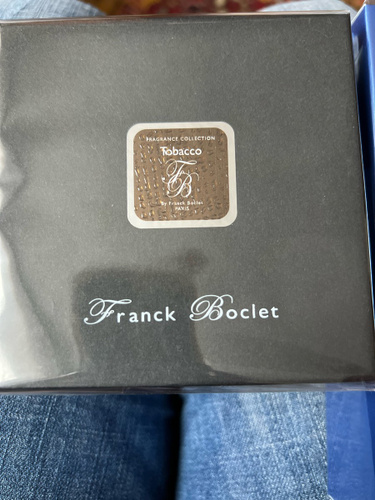 FRAGRANCE COLLECTION
Tobacco
FB
By Franck Boclet
PARIS
Franck Boclet